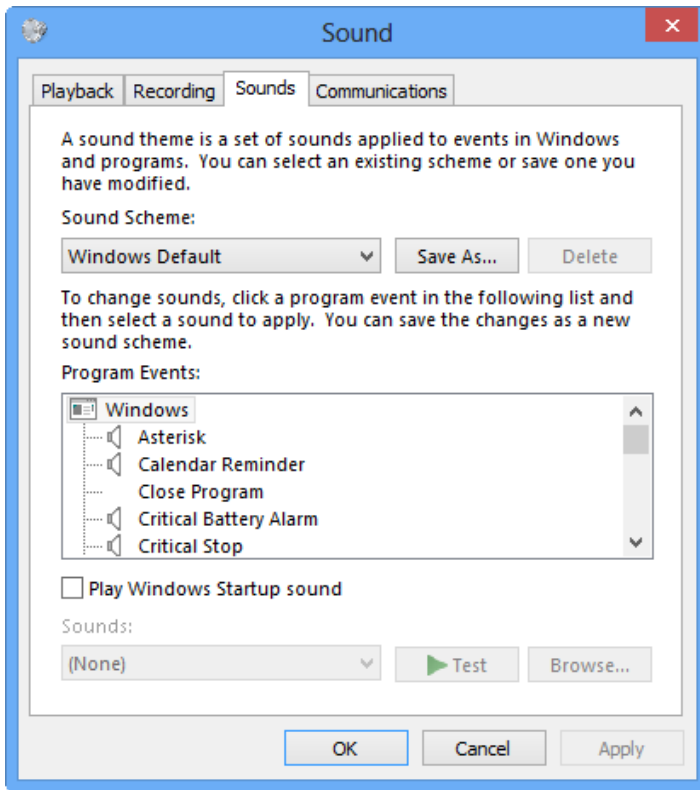 Sound
Playback Recording Sounds Communications
A sound theme is a set of sounds applied to events in Windows
and programs. You can select an existing scheme or save one you
have modified.
Sound Scheme:
Windows Default Save As... Delete
To change sounds, click a program event in the following list and
then select a sound to apply. You can save the changes as a new
sound scheme.
Program Events:
Windows
Asterisk
Calendar Reminder
Close Program
Critical Battery Alarm
Critical Stop
Play Windows Startup sound
Sounds:
(None) Test Browse...
OK Cancel Apply